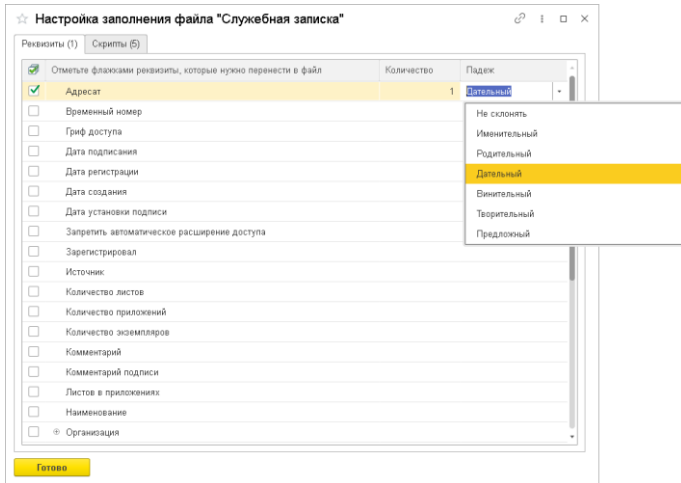 Настройка заполнения файла "Служебная записка"
Реквизиты (1) Скрипты (5)
Отметьте флажками реквизиты, которые нужно перенести в файл Количество Падеж
Адресат 1 Дательный
Временный номер
Гриф доступа
Дата подписания
Дата регистрации
Дата создания
Дата установки подписи
Запретить автоматическое расширение доступа
Зарегистрировал
Источник
Количество листов
Количество приложений
Количество экземпляров
Комментарий
Комментарий подписи
Листов в приложениях
Наименование
Организация
Не склонять
Именительный
Родительный
Дательный
Винительный
Творительный
Предложный
Готово